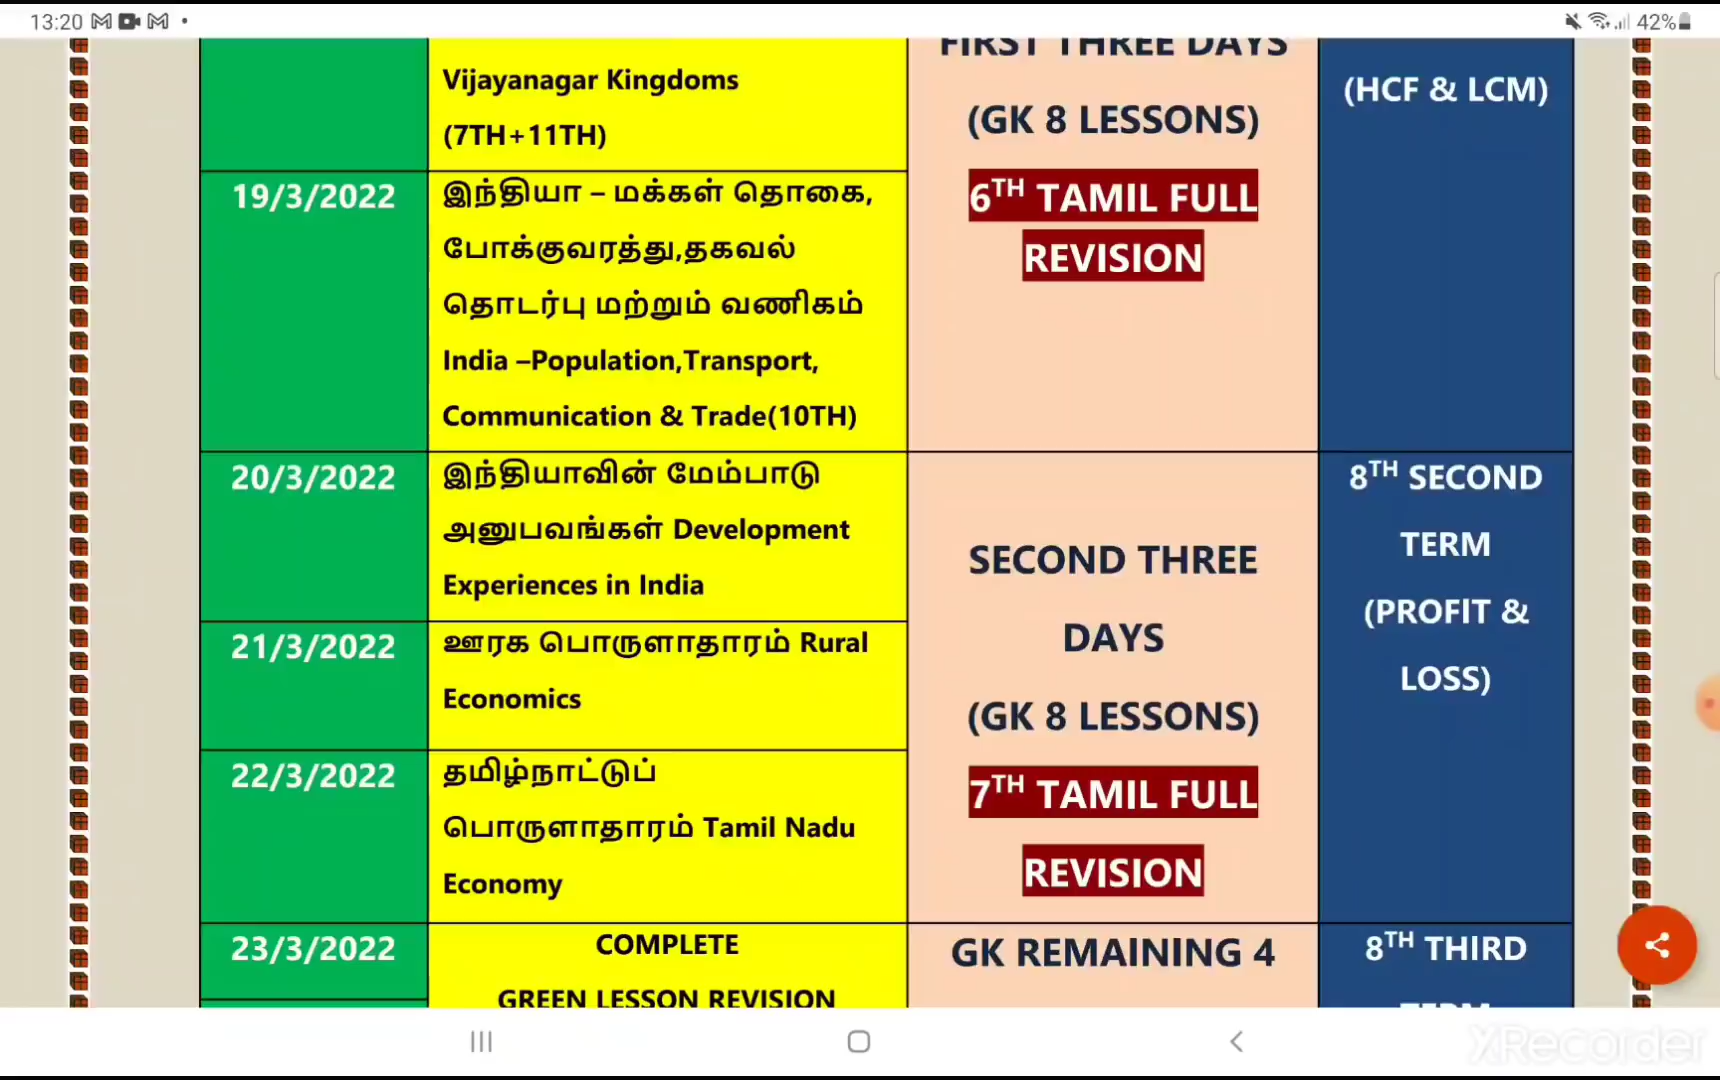 13:20
42%
Vijayanagar Kingdoms
(7TH+11TH)
FIRST THREE DAYS
(GK 8 LESSONS)
6TH TAMIL FULL
REVISION
(HCF & LCM)
19/3/2022
இந்தியா – மக்கள் தொகை,
போக்குவரத்து,தகவல்
தொடர்பு மற்றும் வணிகம்
India –Population,Transport,
Communication & Trade(10TH)
20/3/2022
இந்தியாவின் மேம்பாடு
அனுபவங்கள் Development
Experiences in India
SECOND THREE
DAYS
(GK 8 LESSONS)
7TH TAMIL FULL
REVISION
8TH SECOND
TERM
(PROFIT &
LOSS)
21/3/2022
ஊரக பொருளாதாரம் Rural
Economics
22/3/2022
தமிழ்நாட்டுப்
பொருளாதாரம் Tamil Nadu
Economy
23/3/2022
COMPLETE
GREEN LESSON REVISION
GK REMAINING 4
8TH THIRD
TERM
XRecorder